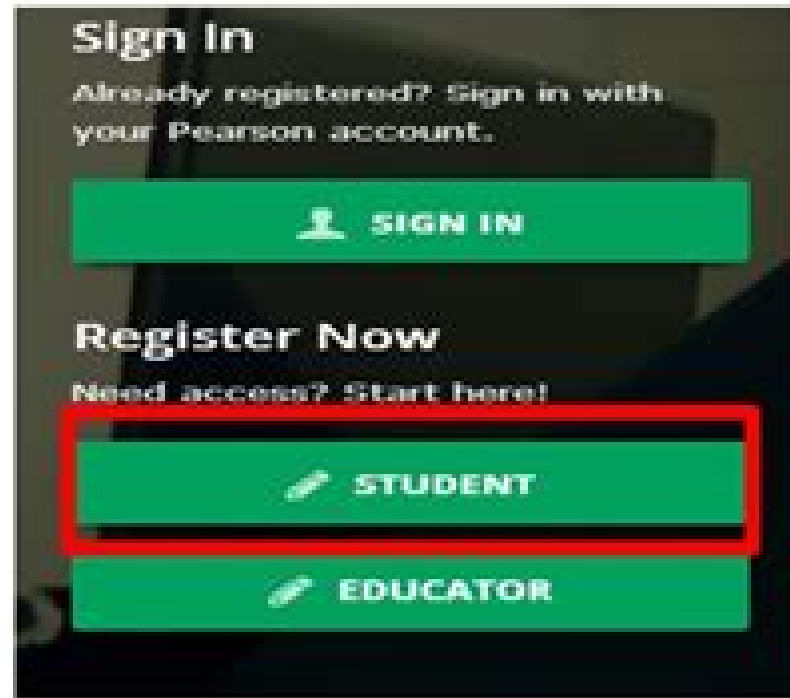 Sign In
Already registered? Sign in with
your Pearson account.
SIGN IN
Register Now
Need access? Start here!
STUDENT
EDUCATOR